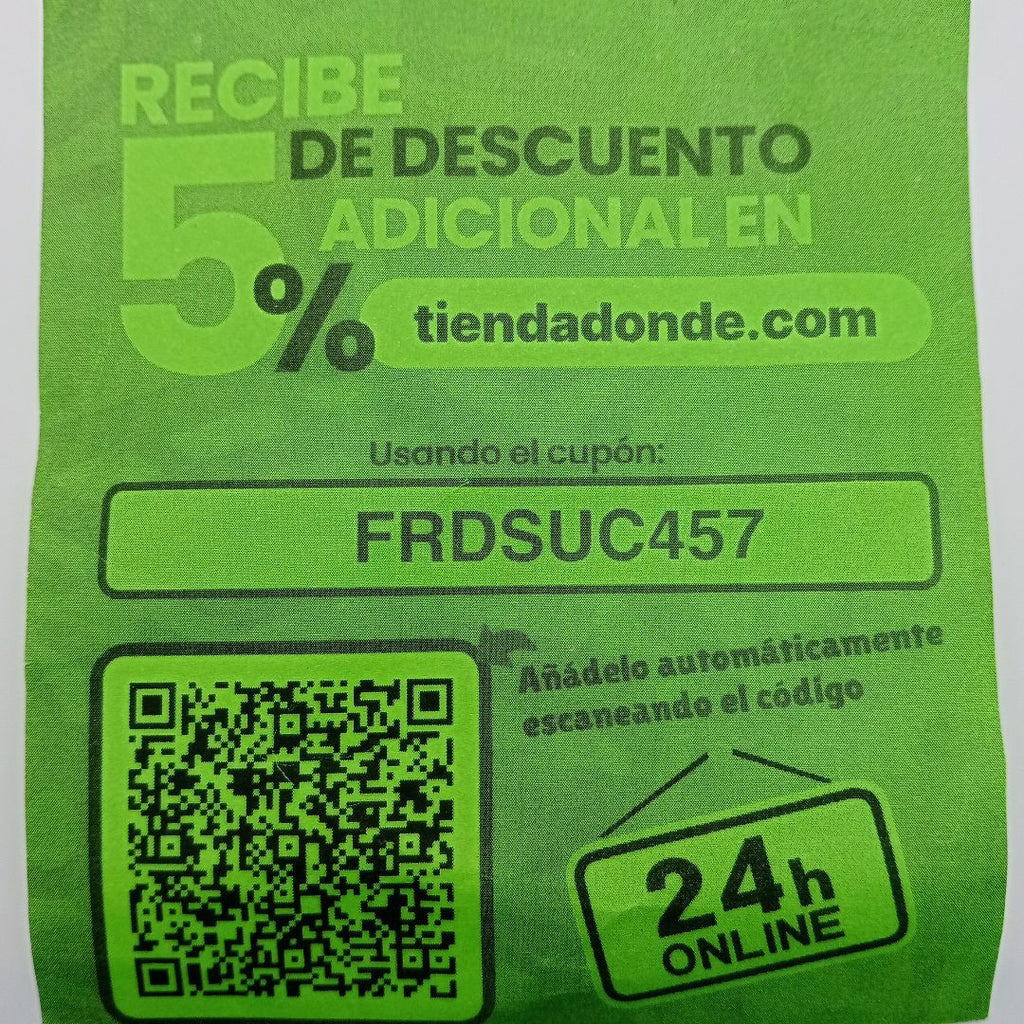 RECIBE
5% DE DESCUENTO
ADICIONAL EN
tiendadonde.com
Usando el cupón:
FRDSUC457
Añádelo automáticamente
escaneando el código
24h
ONLINE